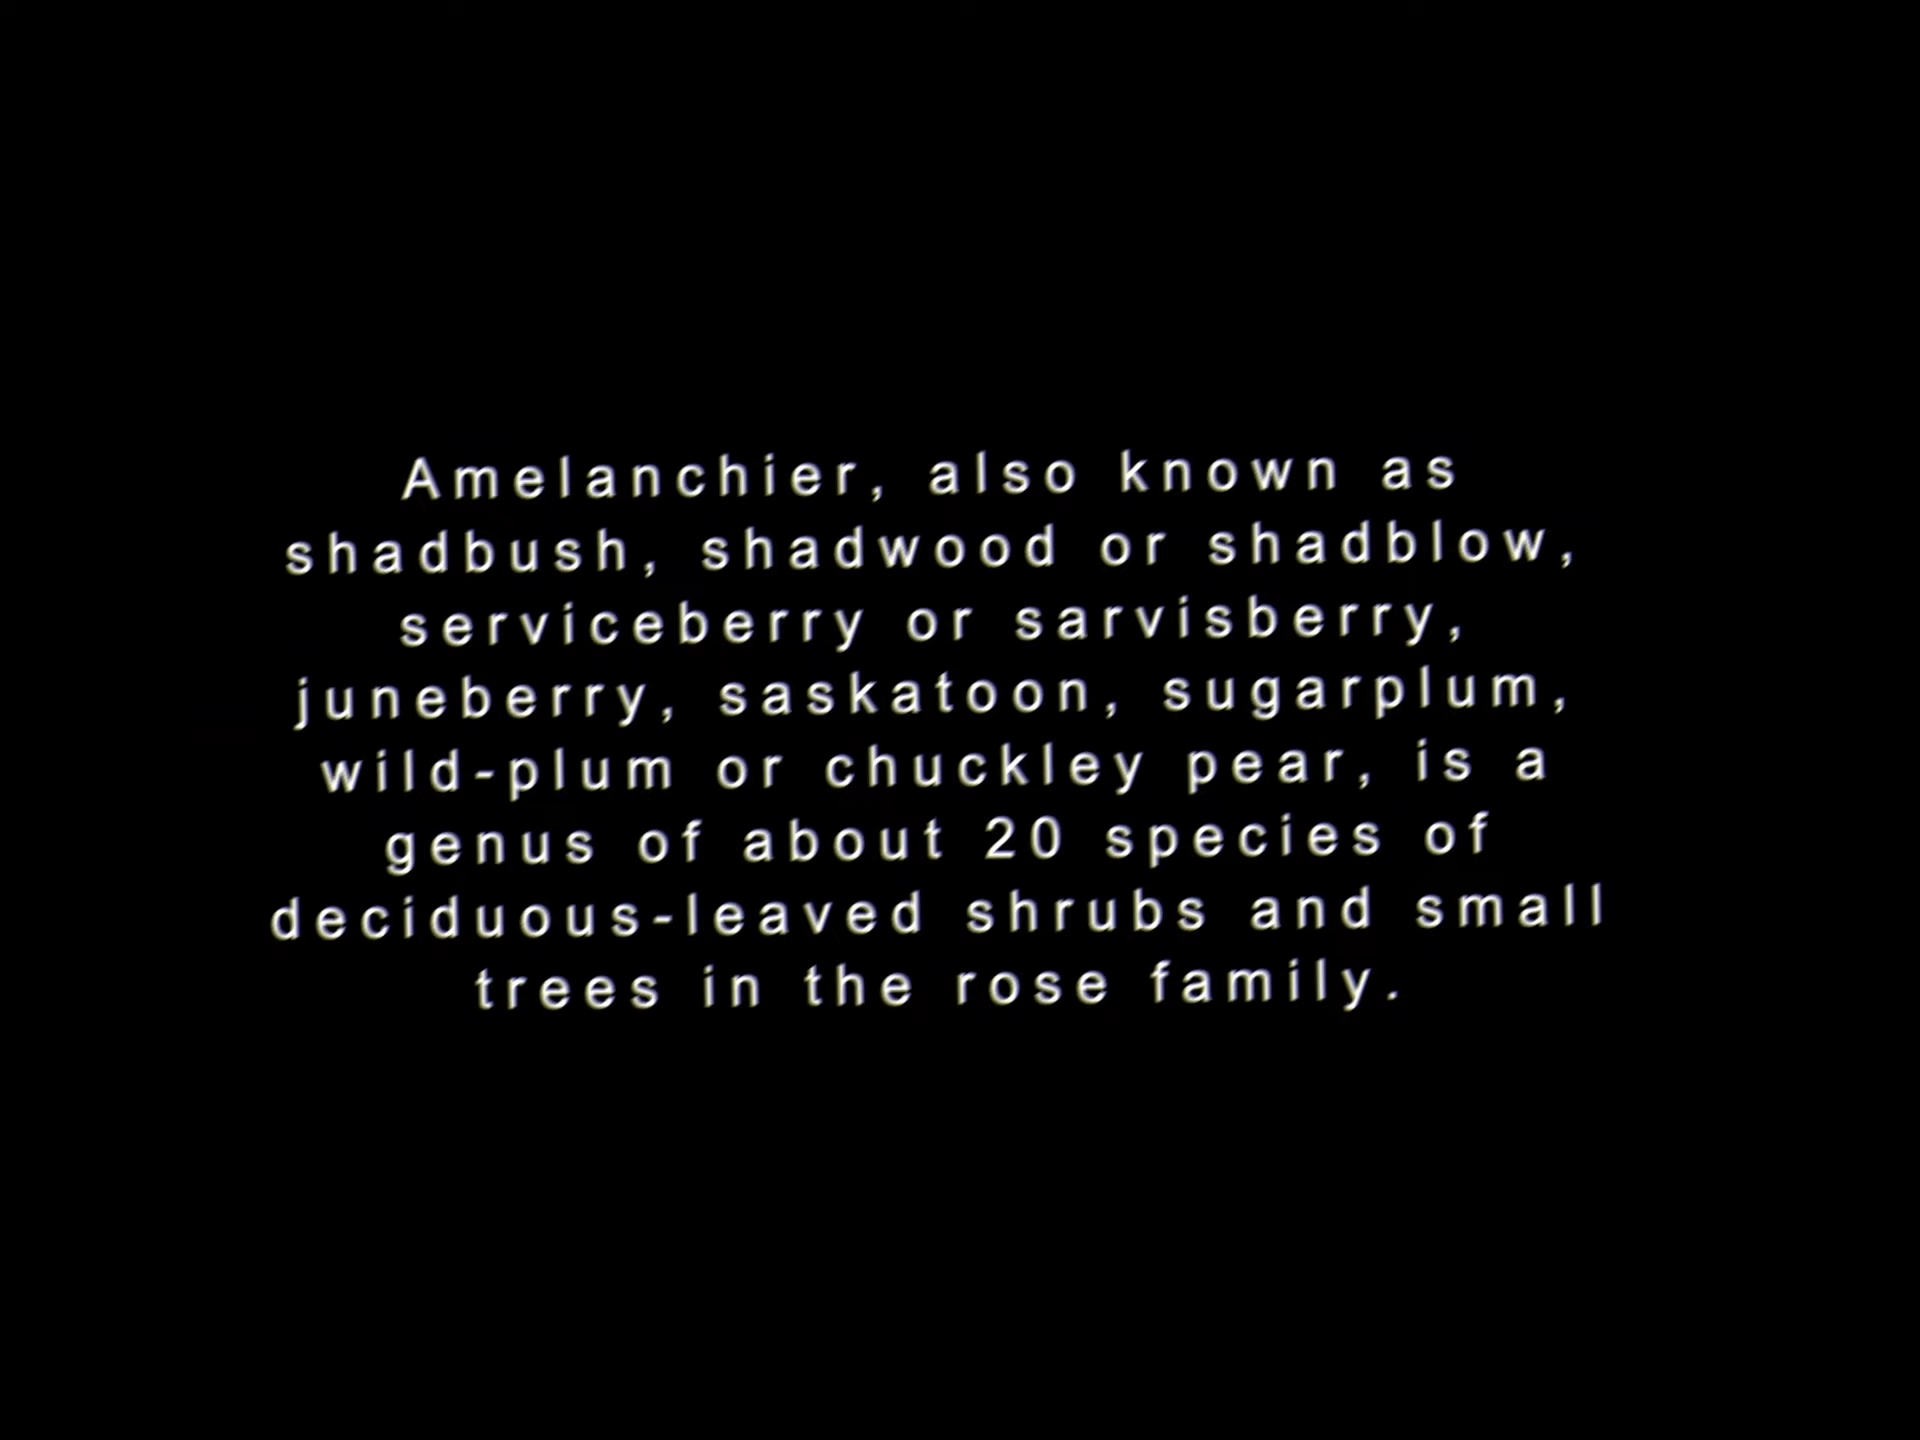 Amelanchier, also known as
shadbush, shadwood or shadblow,
serviceberry or sarvisberry,
juneberry, saskatoon, sugarplum,
wild-plum or chuckley pear, is a
genus of about 20 species of
deciduous-leaved shrubs and small
trees in the rose family.